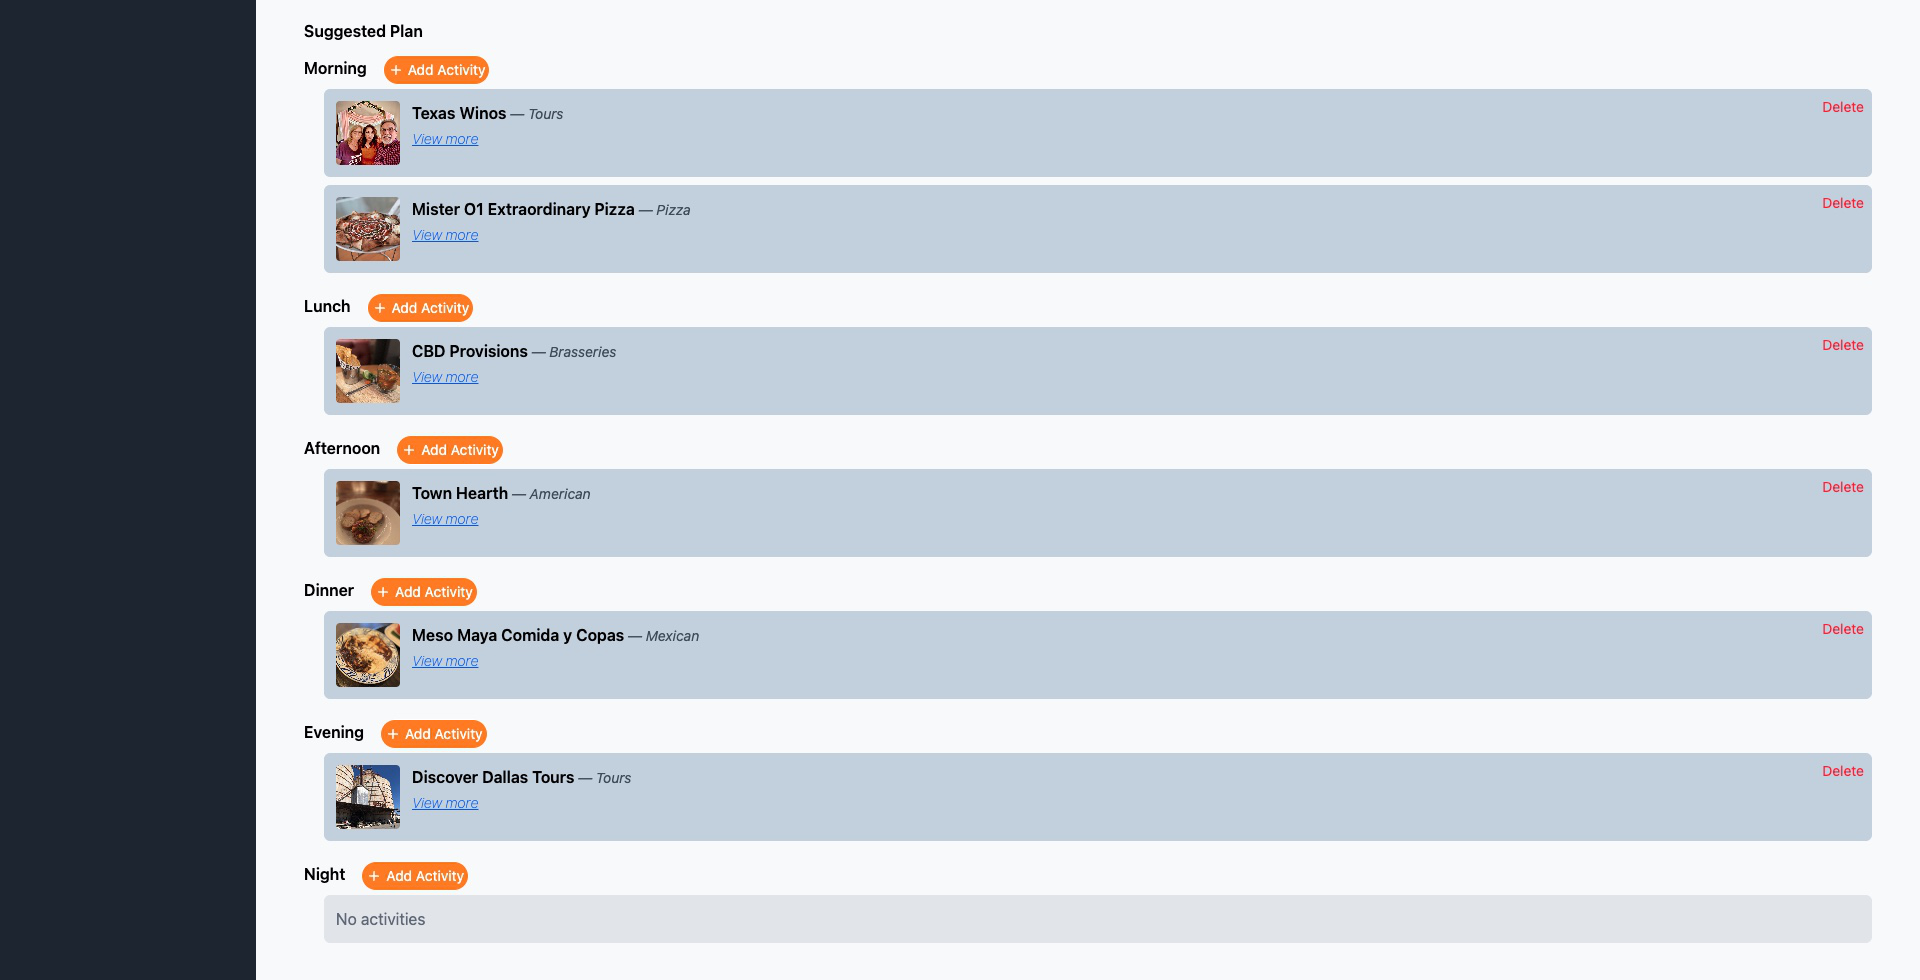 Suggested Plan
Morning + Add Activity
Texas Winos — Tours
Delete
View more
Mister O1 Extraordinary Pizza — Pizza
Delete
View more
Lunch + Add Activity
CBD Provisions — Brasseries
Delete
View more
Afternoon + Add Activity
Town Hearth — American
Delete
View more
Dinner + Add Activity
Meso Maya Comida y Copas — Mexican
Delete
View more
Evening + Add Activity
Discover Dallas Tours — Tours
Delete
View more
Night + Add Activity
No activities